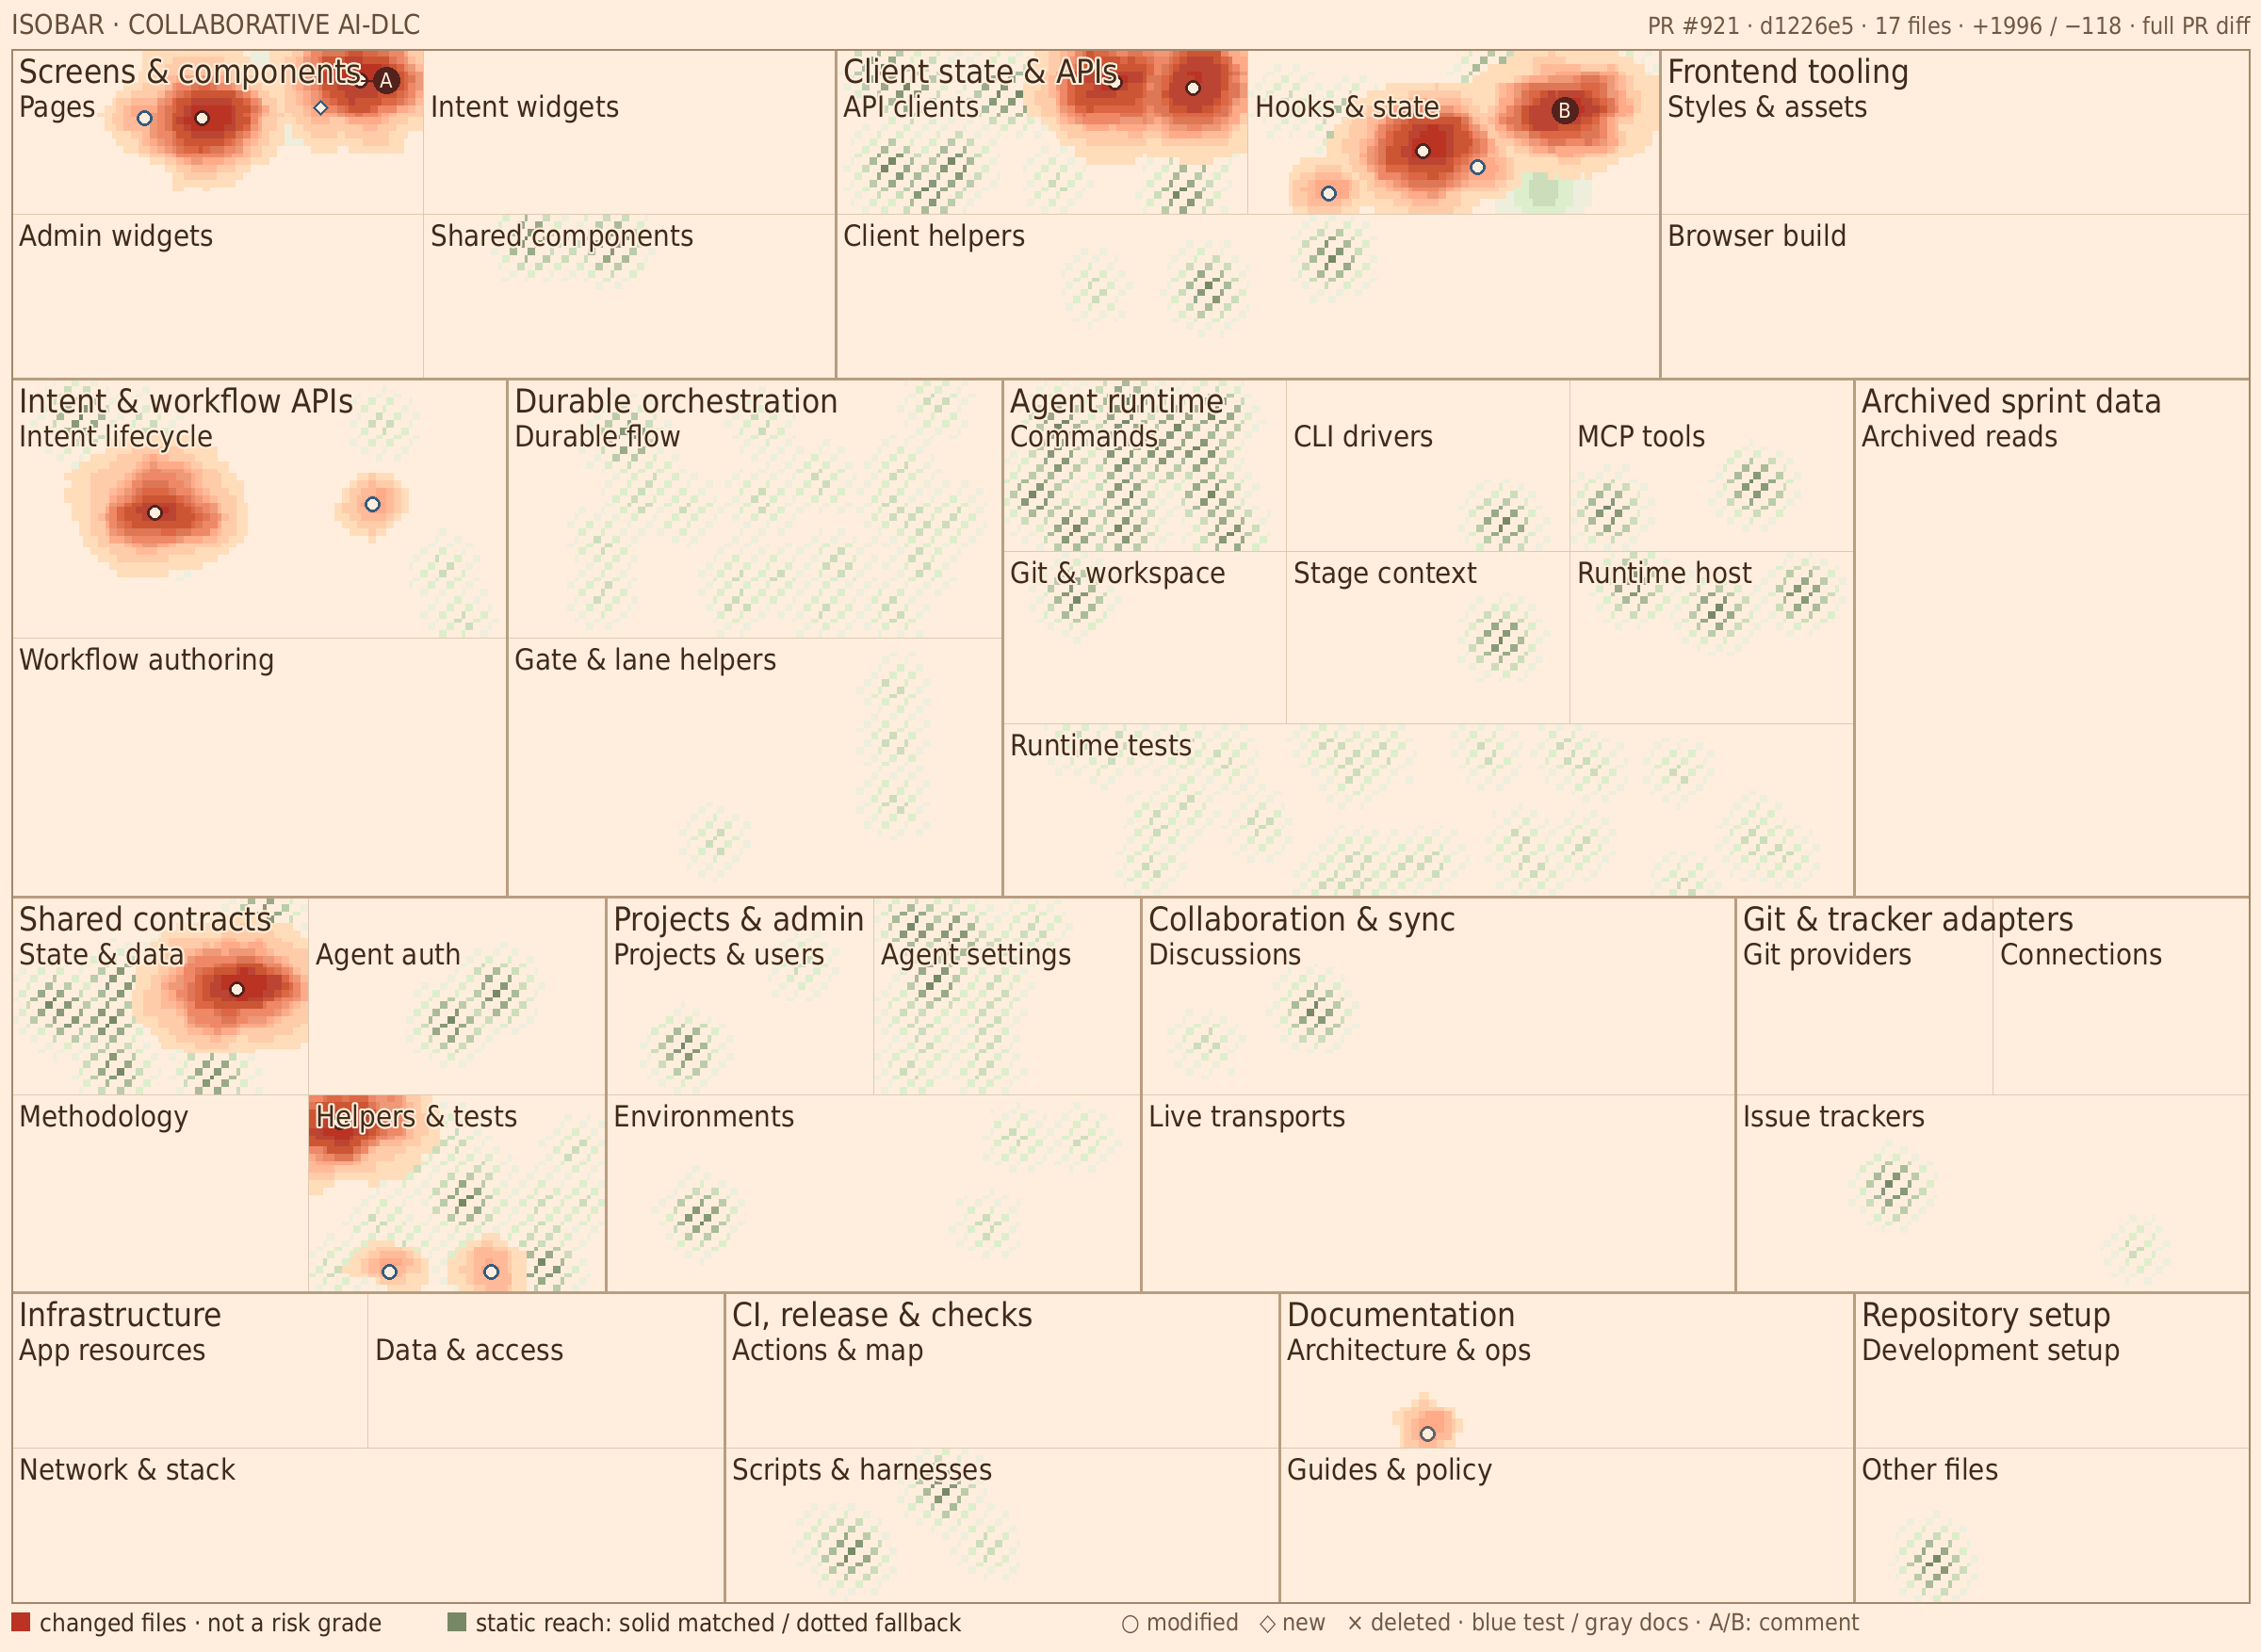 ISOBAR · COLLABORATIVE AI-DLC
PR #921 · d1226e5 · 17 files · +1996 / −118 · full PR diff
Screens & components
A
Pages
Intent widgets
Admin widgets
Shared components
Client state & APIs
API clients
Hooks & state
B
Client helpers
Frontend tooling
Styles & assets
Browser build
Intent & workflow APIs
Intent lifecycle
Workflow authoring
Durable orchestration
Durable flow
Gate & lane helpers
Agent runtime
Commands
CLI drivers
MCP tools
Git & workspace
Stage context
Runtime host
Runtime tests
Archived sprint data
Archived reads
Shared contracts
State & data
Agent auth
Methodology
Helpers & tests
Projects & admin
Projects & users
Agent settings
Environments
Collaboration & sync
Discussions
Live transports
Git & tracker adapters
Git providers
Connections
Issue trackers
Infrastructure
App resources
Data & access
Network & stack
CI, release & checks
Actions & map
Scripts & harnesses
Documentation
Architecture & ops
Guides & policy
Repository setup
Development setup
Other files
changed files · not a risk grade
static reach: solid matched / dotted fallback
○ modified ◇ new × deleted · blue test / gray docs · A/B: comment